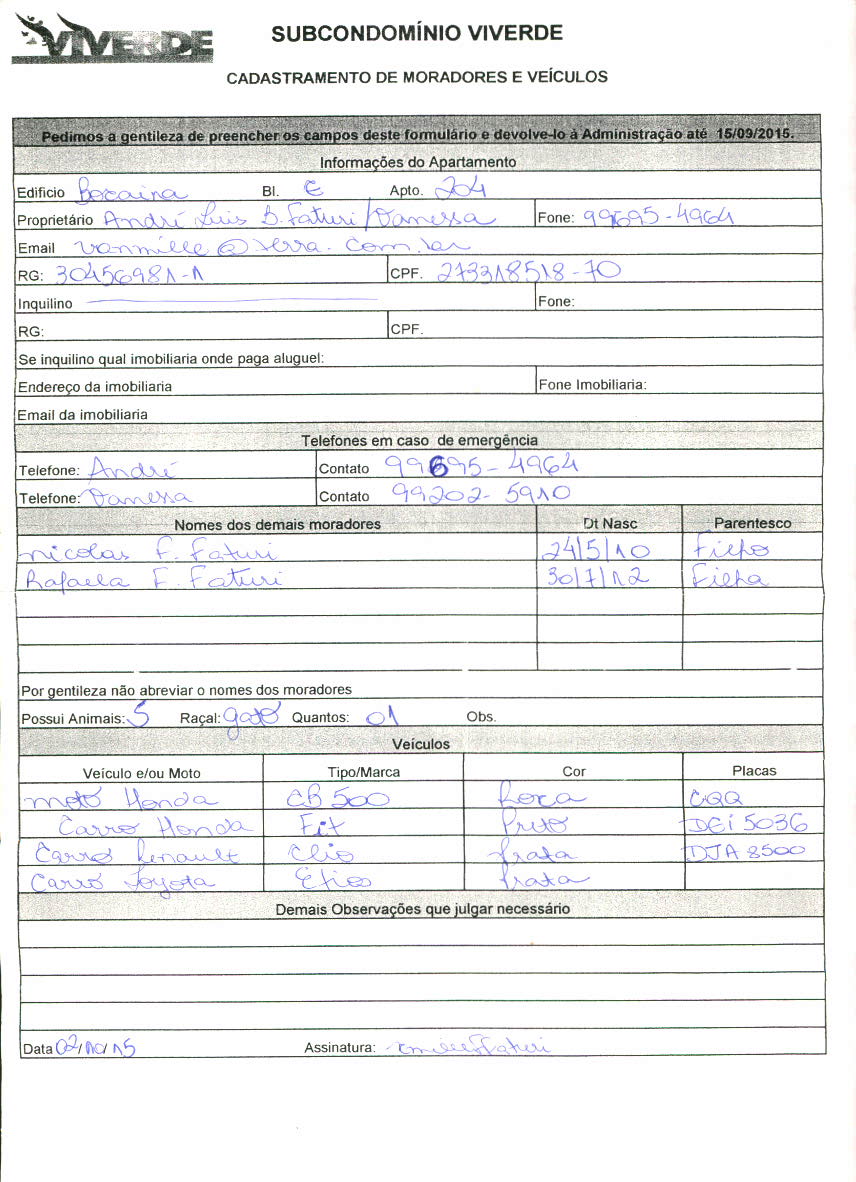 VIVERDE
SUBCONDOMÍNIO VIVERDE
CADASTRAMENTO DE MORADORES E VEÍCULOS
Pedimos a gentileza de preencher os campos deste formulário e devolve-lo à Administração até 15/09/2015.
Informações do Apartamento
Edificio Bocaina Bl. E Apto. 204
Proprietário André Luis B. Faturi/Vanessa Fone: 99695-4964
Email vanmille@terra.com.br
RG: 30456981-1 CPF. 273318518-70
Inquilino Fone:
RG: CPF.
Se inquilino qual imobiliaria onde paga aluguel:
Endereço da imobiliaria Fone Imobiliaria:
Email da imobiliaria
Telefones em caso de emergência
Telefone: André Contato 99695-4964
Telefone: Vanessa Contato 99202-5910
Nomes dos demais moradores Dt Nasc Parentesco
Nicolas F. Faturi 24/5/10 Filho
Rafaela F. Faturi 30/7/12 Filha
Por gentileza não abreviar o nomes dos moradores
Possui Animais: S Raçal: gato Quantos: 01 Obs.
Veículos
Veículo e/ou Moto Tipo/Marca Cor Placas
moto Honda CB 500 Roxa CQQ
Carro Honda Fit Preto DEI 5036
Carro Renault Clio Prata DJA 8500
Carro Toyota Etios Prata
Demais Observações que julgar necessário
Data 02/10/15 Assinatura: Faturi